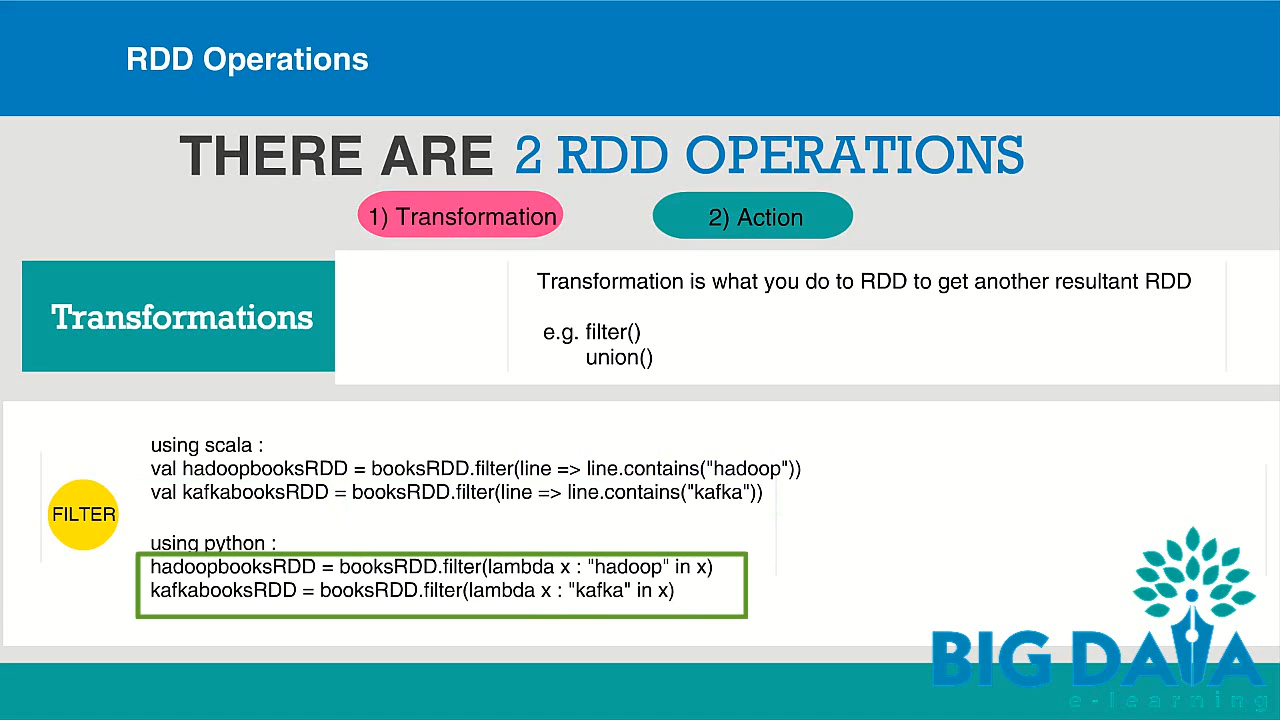 RDD Operations
THERE ARE 2 RDD OPERATIONS
1) Transformation
2) Action
Transformations
Transformation is what you do to RDD to get another resultant RDD
e.g. filter()
union()
FILTER
using scala :
val hadoopbooksRDD = booksRDD.filter(line => line.contains("hadoop"))
val kafkabooksRDD = booksRDD.filter(line => line.contains("kafka"))
using python :
hadoopbooksRDD = booksRDD.filter(lambda x : "hadoop" in x)
kafkabooksRDD = booksRDD.filter(lambda x : "kafka" in x)
BIG DATA
e-learning